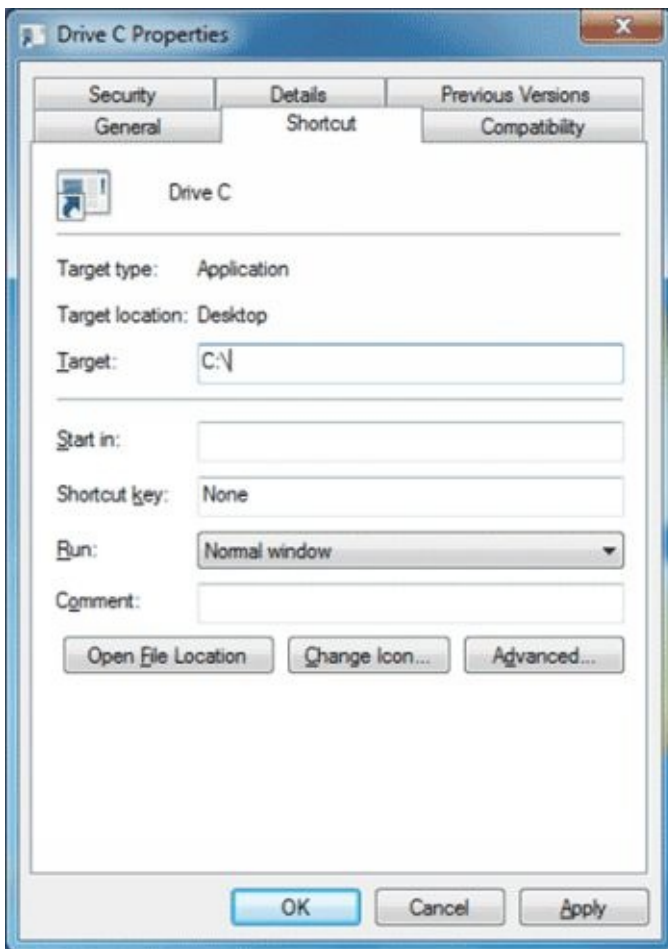 Drive C Properties
Security Details Previous Versions
General Shortcut Compatibility
Drive C
Target type: Application
Target location: Desktop
Target: C:\
Start in:
Shortcut key: None
Run: Normal window
Comment:
Open File Location Change Icon... Advanced...
OK Cancel Apply